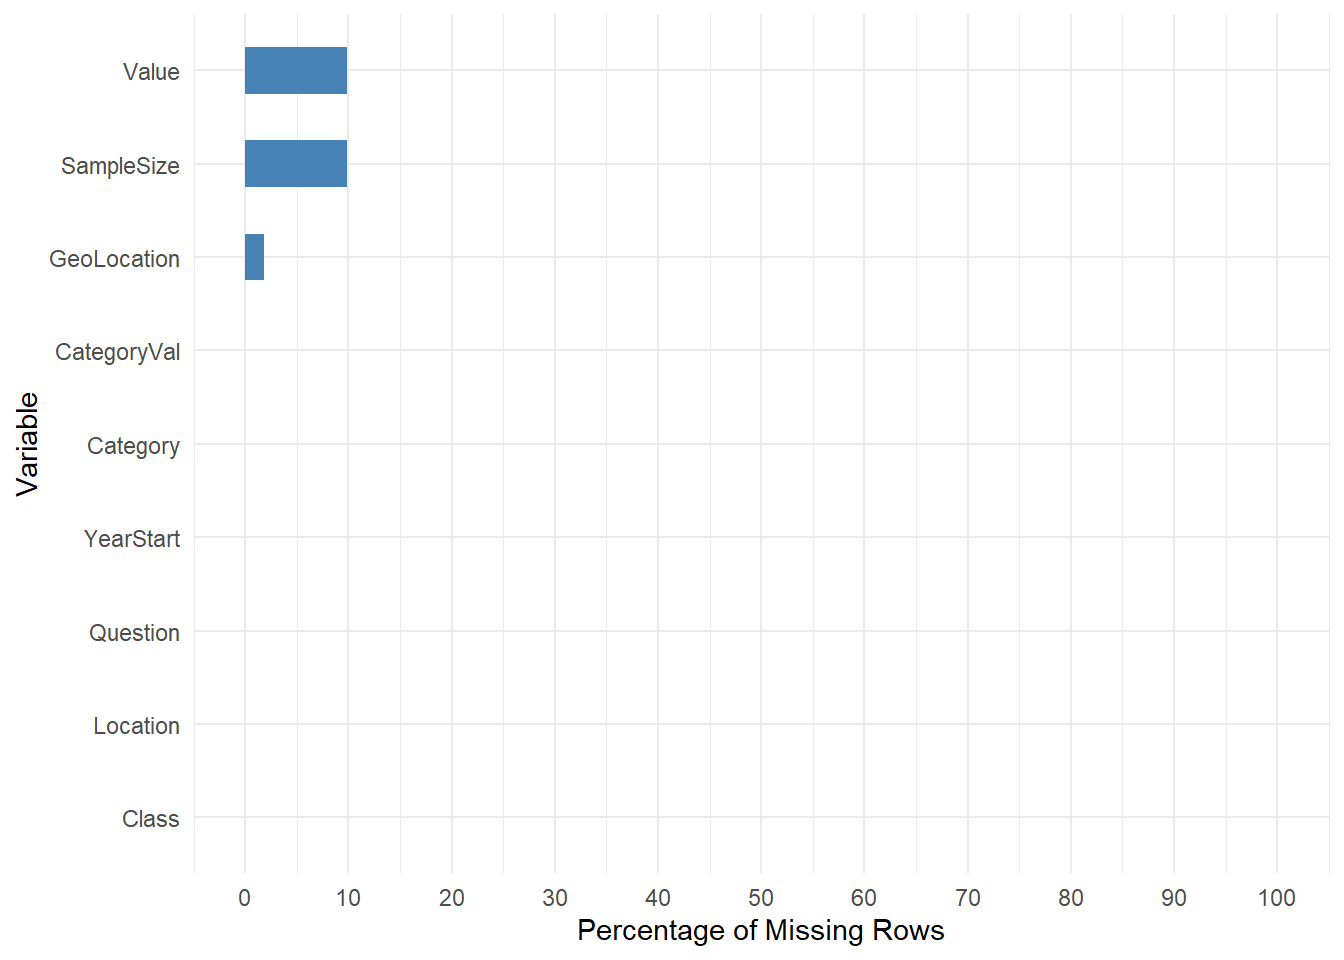 Value
SampleSize
GeoLocation
CategoryVal
Category
YearStart
Question
Location
Class
Variable
0 10 20 30 40 50 60 70 80 90 100
Percentage of Missing Rows